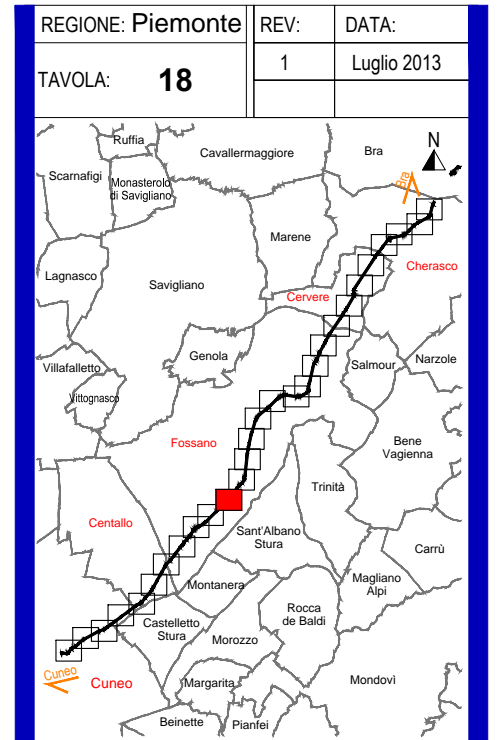 REGIONE: Piemonte
REV:
DATA:
TAVOLA: 18
1
Luglio 2013
Ruffia
Cavallermaggiore
Bra
N
Scarnafigi
Monasterolo
di Savigliano
Bra
Marene
Cherasco
Lagnasco
Savigliano
Cervere
Villafalletto
Genola
Salmour
Narzole
Vittognasco
Fossano
Bene
Vagienna
Trinità
Centallo
Sant'Albano
Stura
Carrù
Magliano
Alpi
Montanera
Rocca
de Baldi
Castelletto
Stura
Morozzo
Cuneo
Cuneo
Margarita
Mondovì
Beinette
Pianfei